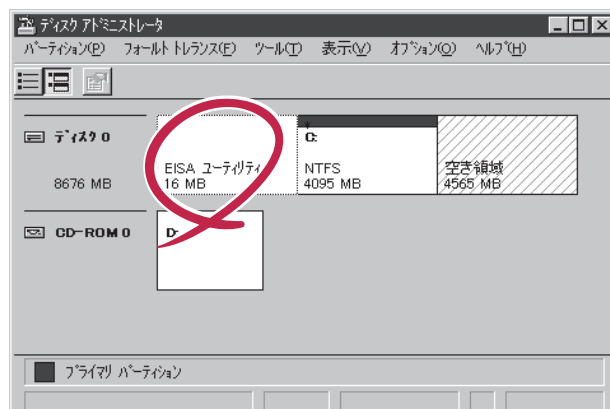 ディスク アドミニストレータ
パーティション(P) フォールト トレランス(F) ツール(T) 表示(V) オプション(O) ヘルプ(H)
ディスク 0
8676 MB
EISA ユーティリティ
16 MB
C:
NTFS
4095 MB
空き領域
4565 MB
CD-ROM 0
D:
プライマリ パーティション